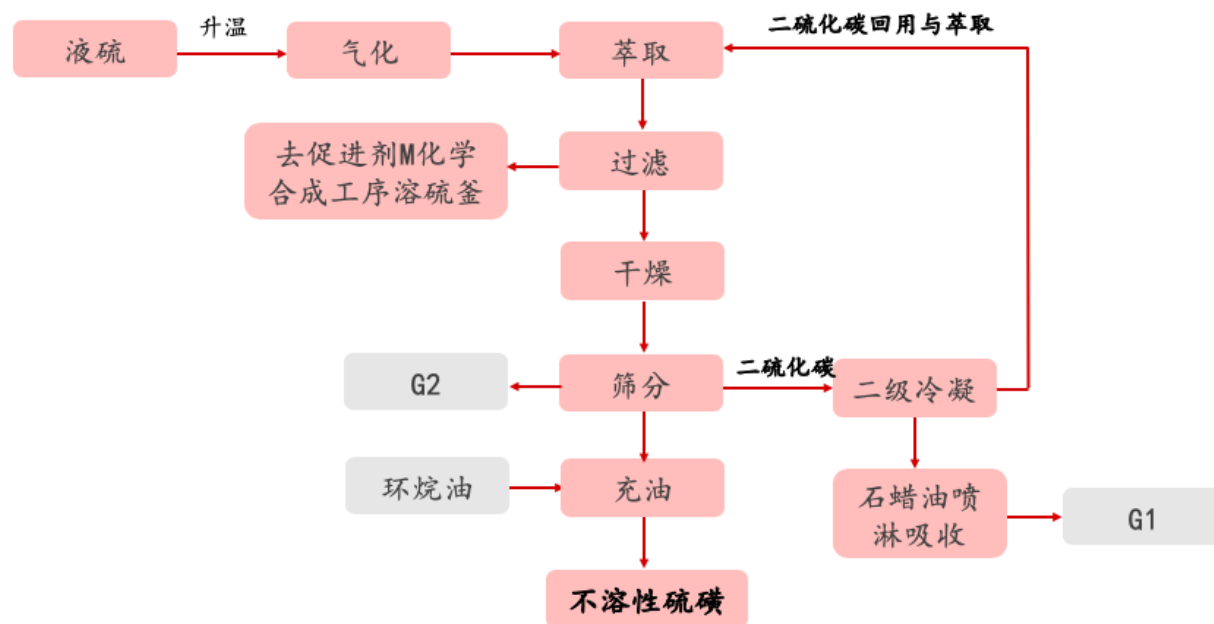 二硫化碳回用与萃取
升温
液硫
气化
萃取
去促进剂M化学
合成工序溶硫釜
过滤
干燥
G2
筛分
二硫化碳
二级冷凝
环烷油
充油
石蜡油喷
淋吸收
G1
不溶性硫磺